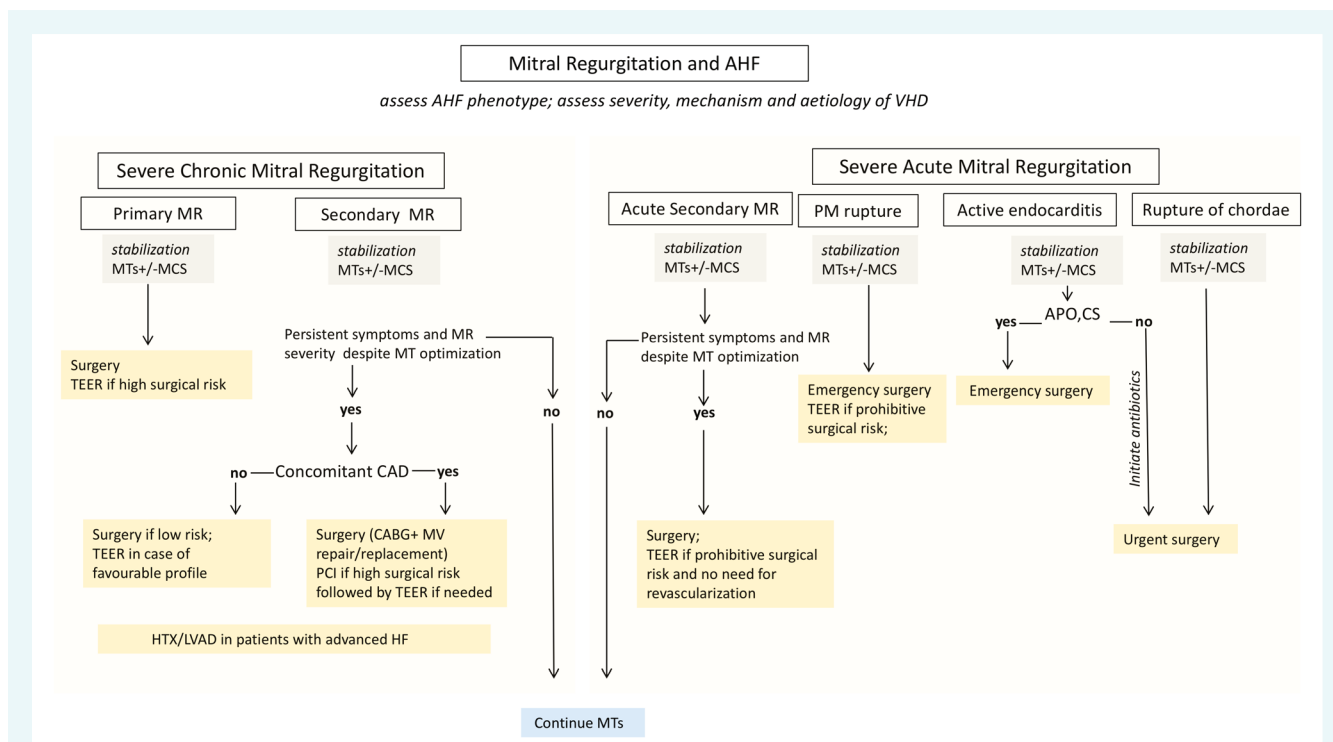 Mitral Regurgitation and AHF
assess AHF phenotype; assess severity, mechanism and aetiology of VHD
Severe Chronic Mitral Regurgitation
Primary MR
stabilization
MTs+/-MCS
Surgery
TEER if high surgical risk
Secondary MR
stabilization
MTs+/-MCS
Persistent symptoms and MR
severity despite MT optimization
yes
no
Concomitant CAD
no
yes
Surgery if low risk;
TEER in case of
favourable profile
Surgery (CABG+ MV
repair/replacement)
PCI if high surgical risk
followed by TEER if needed
HTX/LVAD in patients with advanced HF
Severe Acute Mitral Regurgitation
Acute Secondary MR
stabilization
MTs+/-MCS
Persistent symptoms and MR
despite MT optimization
no
yes
Surgery;
TEER if prohibitive surgical
risk and no need for
revascularization
PM rupture
stabilization
MTs+/-MCS
Emergency surgery
TEER if prohibitive
surgical risk;
Active endocarditis
stabilization
MTs+/-MCS
APO,CS
yes
no
Emergency surgery
Initiate antibiotics
Rupture of chordae
stabilization
MTs+/-MCS
Urgent surgery
Continue MTs